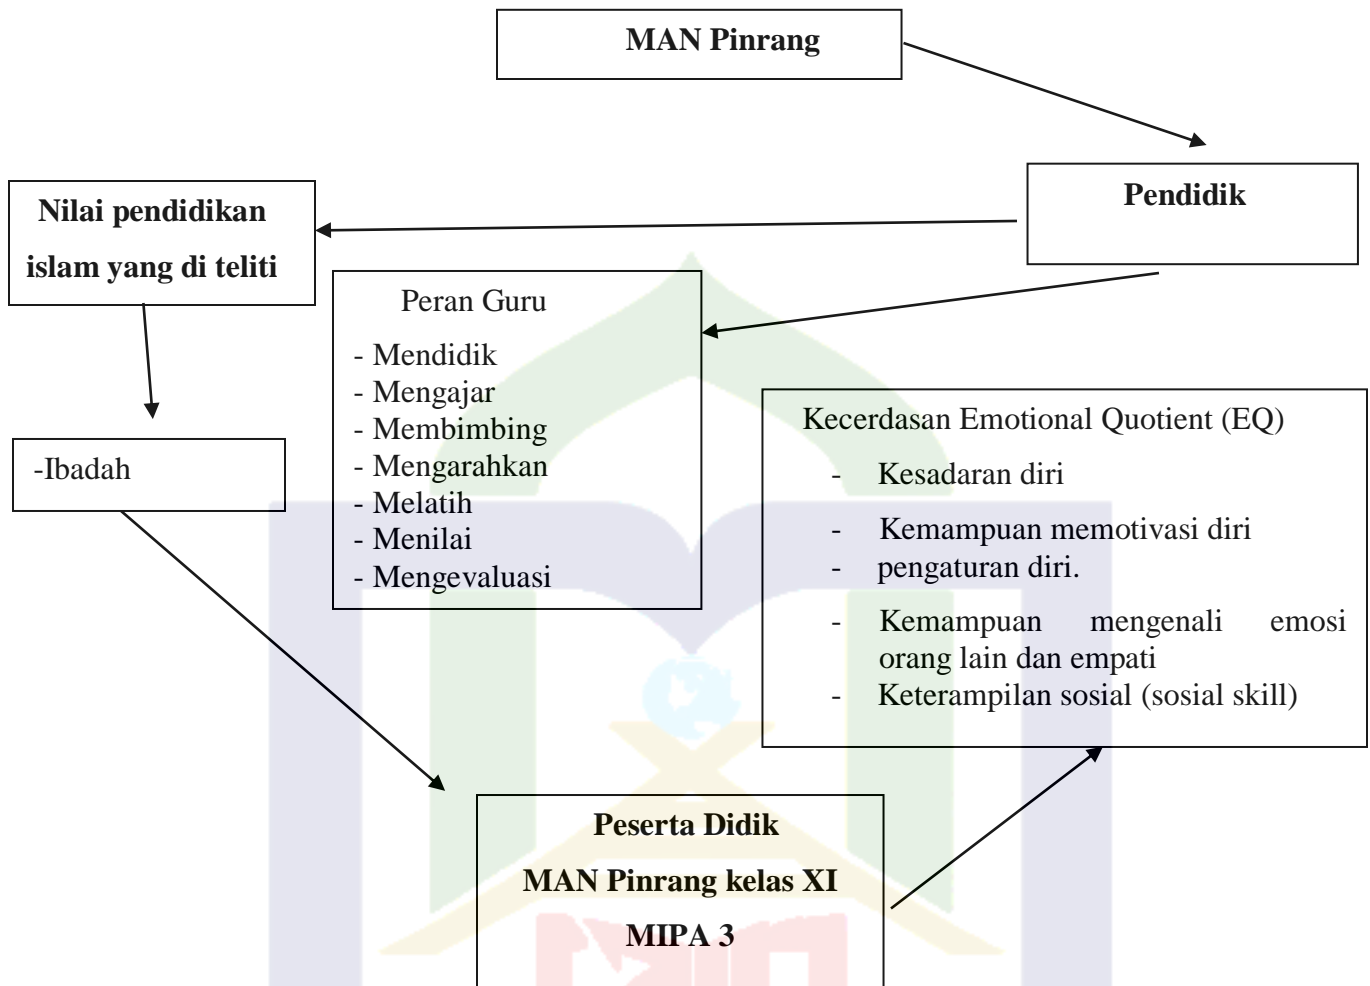 MAN Pinrang
Pendidik
Nilai pendidikan
islam yang di teliti
Peran Guru
- Mendidik
- Mengajar
- Membimbing
- Mengarahkan
- Melatih
- Menilai
- Mengevaluasi
-Ibadah
Kecerdasan Emotional Quotient (EQ)
- Kesadaran diri
- Kemampuan memotivasi diri
- pengaturan diri.
- Kemampuan mengenali emosi
orang lain dan empati
- Keterampilan sosial (sosial skill)
Peserta Didik
MAN Pinrang kelas XI
MIPA 3